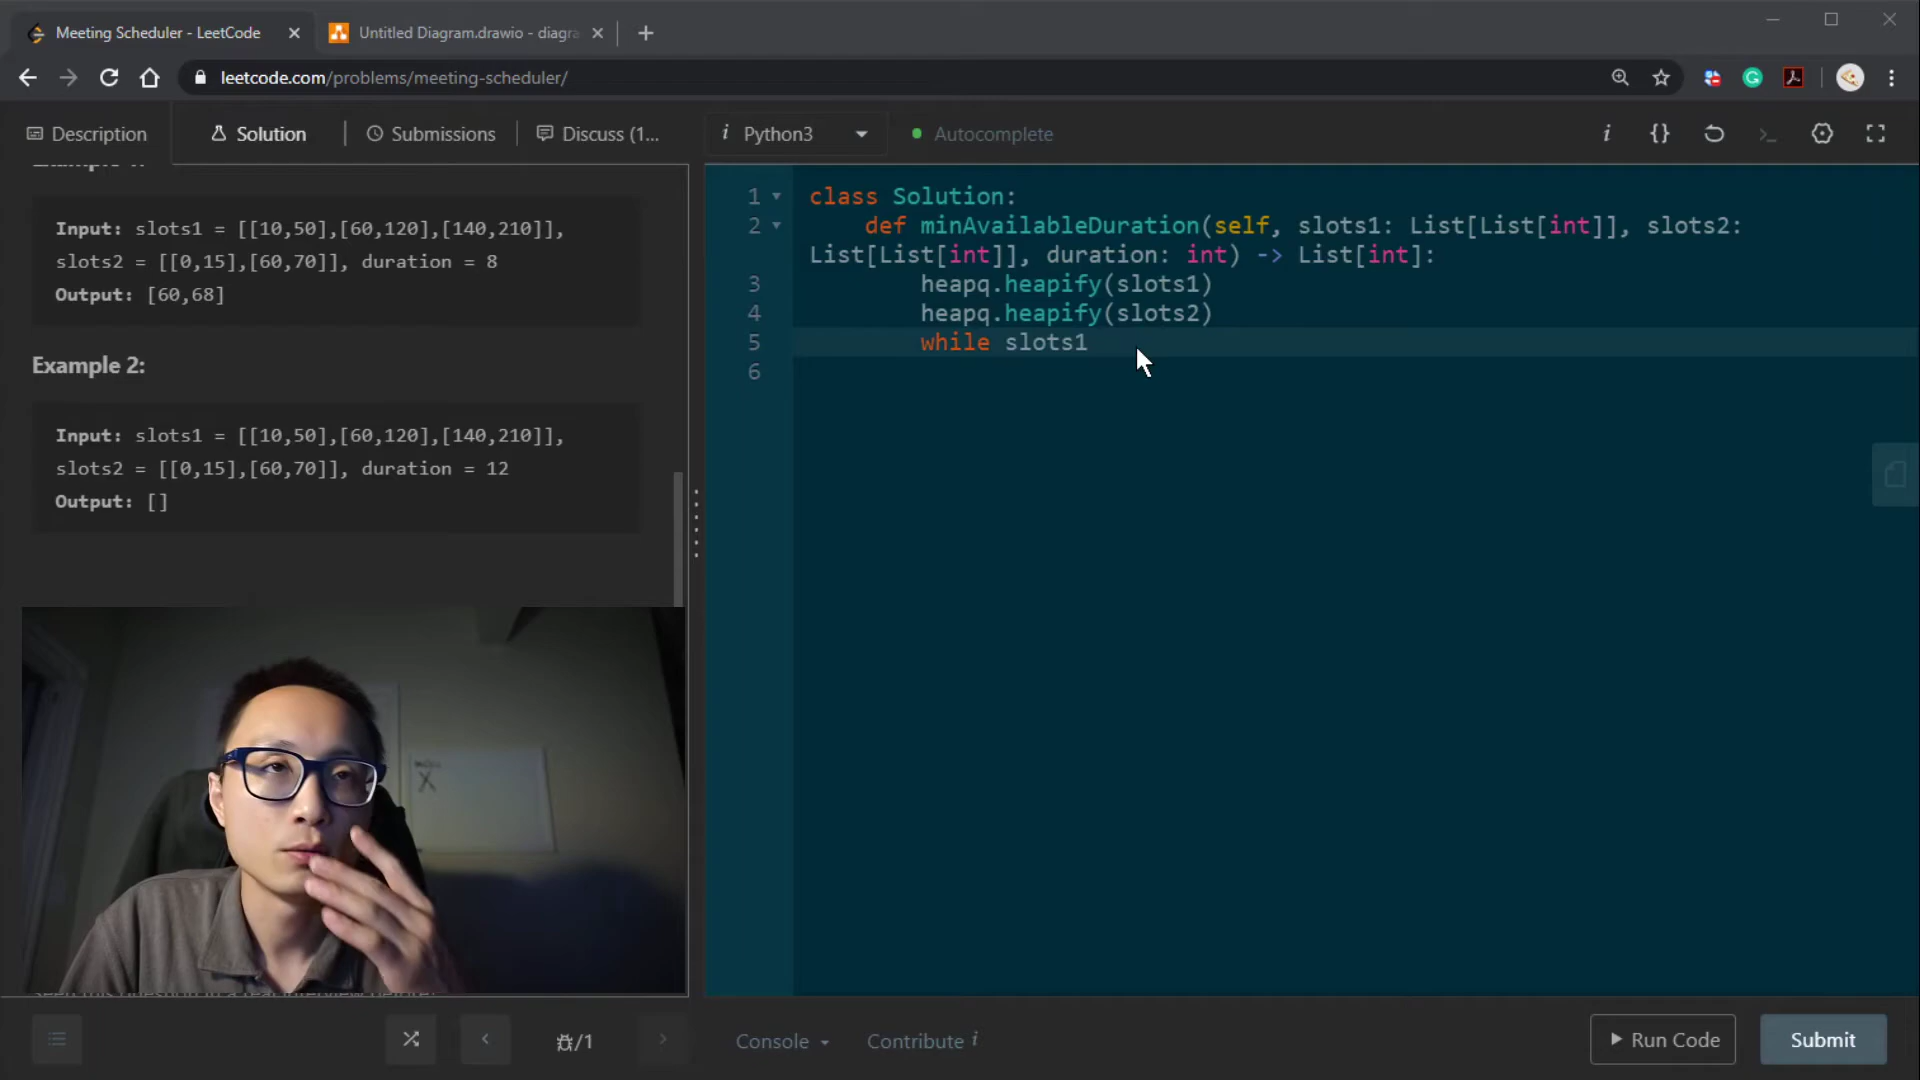 Meeting Scheduler - LeetCode
Untitled Diagram.drawio - diagra
leetcode.com/problems/meeting-scheduler/
Description
Solution
Submissions
Discuss (1...
i Python3
Autocomplete
Input: slots1 = [[10,50],[60,120],[140,210]],
slots2 = [[0,15],[60,70]], duration = 8
Output: [60,68]
Example 2:
Input: slots1 = [[10,50],[60,120],[140,210]],
slots2 = [[0,15],[60,70]], duration = 12
Output: []
1 class Solution:
2 def minAvailableDuration(self, slots1: List[List[int]], slots2:
List[List[int]], duration: int) -> List[int]:
3 heapq.heapify(slots1)
4 heapq.heapify(slots2)
5 while slots1
6
X
/1
Console
Contribute i
Run Code
Submit